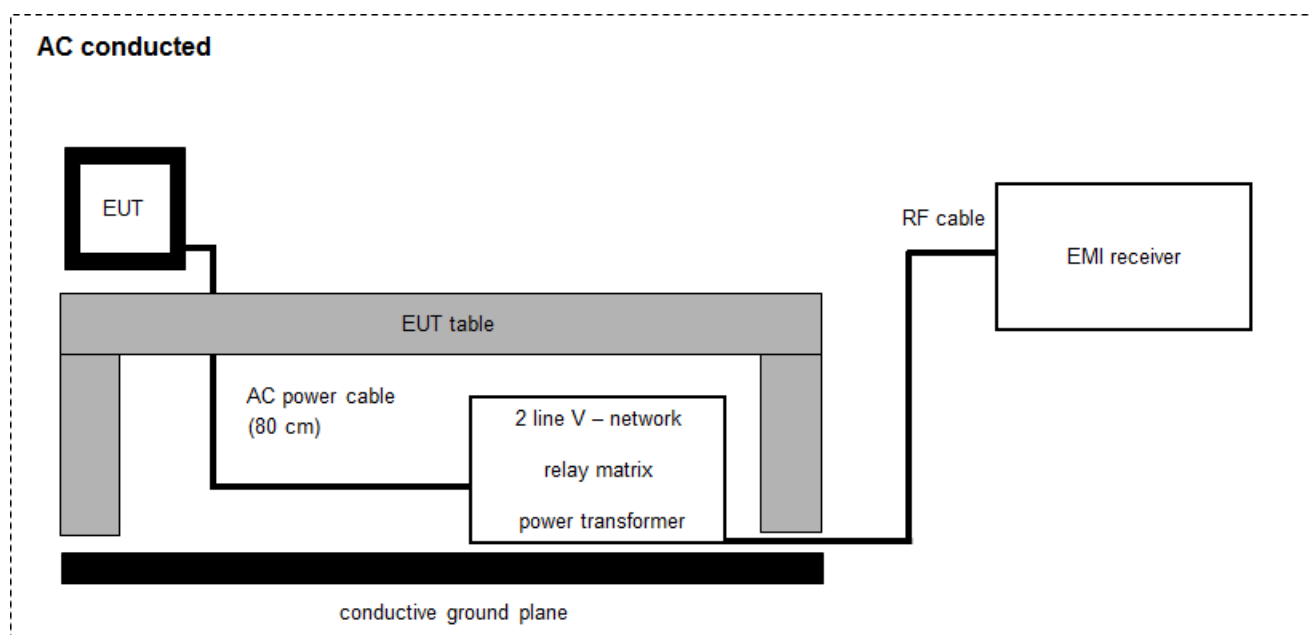 AC conducted
EUT
RF cable
EMI receiver
EUT table
AC power cable
(80 cm)
2 line V – network
relay matrix
power transformer
conductive ground plane